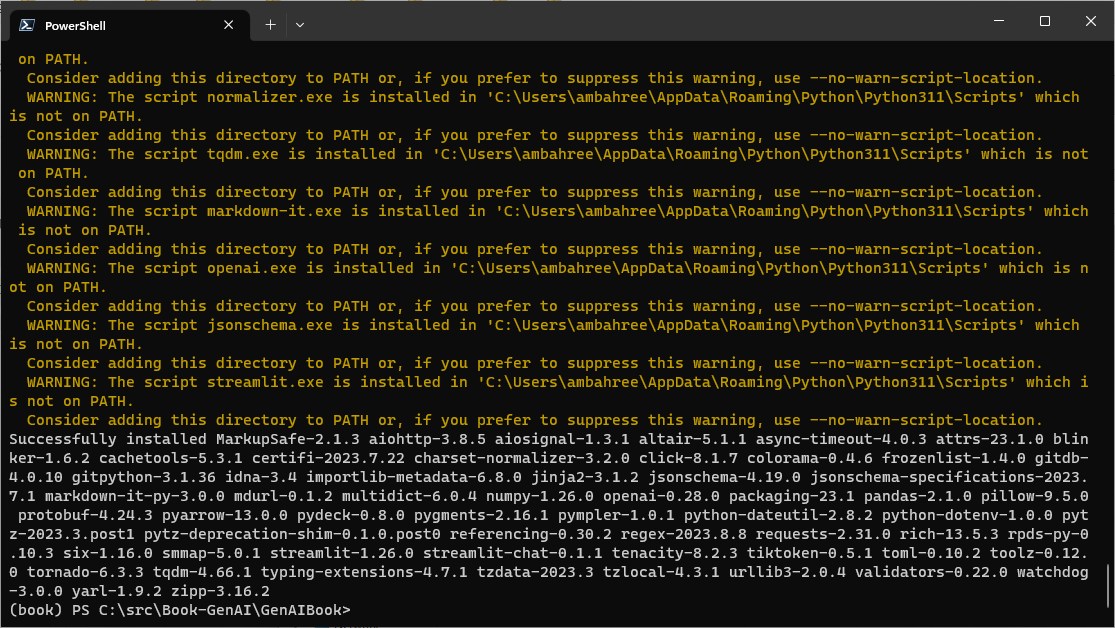 PowerShell
on PATH.
Consider adding this directory to PATH or, if you prefer to suppress this warning, use --no-warn-script-location.
WARNING: The script normalizer.exe is installed in 'C:\Users\ambahree\AppData\Roaming\Python\Python311\Scripts' which
is not on PATH.
Consider adding this directory to PATH or, if you prefer to suppress this warning, use --no-warn-script-location.
WARNING: The script tqdm.exe is installed in 'C:\Users\ambahree\AppData\Roaming\Python\Python311\Scripts' which is not
on PATH.
Consider adding this directory to PATH or, if you prefer to suppress this warning, use --no-warn-script-location.
WARNING: The script markdown-it.exe is installed in 'C:\Users\ambahree\AppData\Roaming\Python\Python311\Scripts' which
is not on PATH.
Consider adding this directory to PATH or, if you prefer to suppress this warning, use --no-warn-script-location.
WARNING: The script openai.exe is installed in 'C:\Users\ambahree\AppData\Roaming\Python\Python311\Scripts' which is n
ot on PATH.
Consider adding this directory to PATH or, if you prefer to suppress this warning, use --no-warn-script-location.
WARNING: The script jsonschema.exe is installed in 'C:\Users\ambahree\AppData\Roaming\Python\Python311\Scripts' which
is not on PATH.
Consider adding this directory to PATH or, if you prefer to suppress this warning, use --no-warn-script-location.
WARNING: The script streamlit.exe is installed in 'C:\Users\ambahree\AppData\Roaming\Python\Python311\Scripts' which i
s not on PATH.
Consider adding this directory to PATH or, if you prefer to suppress this warning, use --no-warn-script-location.
Successfully installed MarkupSafe-2.1.3 aiohttp-3.8.5 aiosignal-1.3.1 altair-5.1.1 async-timeout-4.0.3 attrs-23.1.0 blin
ker-1.6.2 cachetools-5.3.1 certifi-2023.7.22 charset-normalizer-3.2.0 click-8.1.7 colorama-0.4.6 frozenlist-1.4.0 gitdb-
4.0.10 gitpython-3.1.36 idna-3.4 importlib-metadata-6.8.0 jinja2-3.1.2 jsonschema-4.19.0 jsonschema-specifications-2023.
7.1 markdown-it-py-3.0.0 mdurl-0.1.2 multidict-6.0.4 numpy-1.26.0 openai-0.28.0 packaging-23.1 pandas-2.1.0 pillow-9.5.0
protobuf-4.24.3 pyarrow-13.0.0 pydeck-0.8.0 pygments-2.16.1 pympler-1.0.1 python-dateutil-2.8.2 python-dotenv-1.0.0 pyt
z-2023.3.post1 pytz-deprecation-shim-0.1.0.post0 referencing-0.30.2 regex-2023.8.8 requests-2.31.0 rich-13.5.3 rpds-py-0
.10.3 six-1.16.0 smmap-5.0.1 streamlit-1.26.0 streamlit-chat-0.1.1 tenacity-8.2.3 tiktoken-0.5.1 toml-0.10.2 toolz-0.12.
0 tornado-6.3.3 tqdm-4.66.1 typing-extensions-4.7.1 tzdata-2023.3 tzlocal-4.3.1 urllib3-2.0.4 validators-0.22.0 watchdog
-3.0.0 yarl-1.9.2 zipp-3.16.2
(book) PS C:\src\Book-GenAI\GenAIBook>